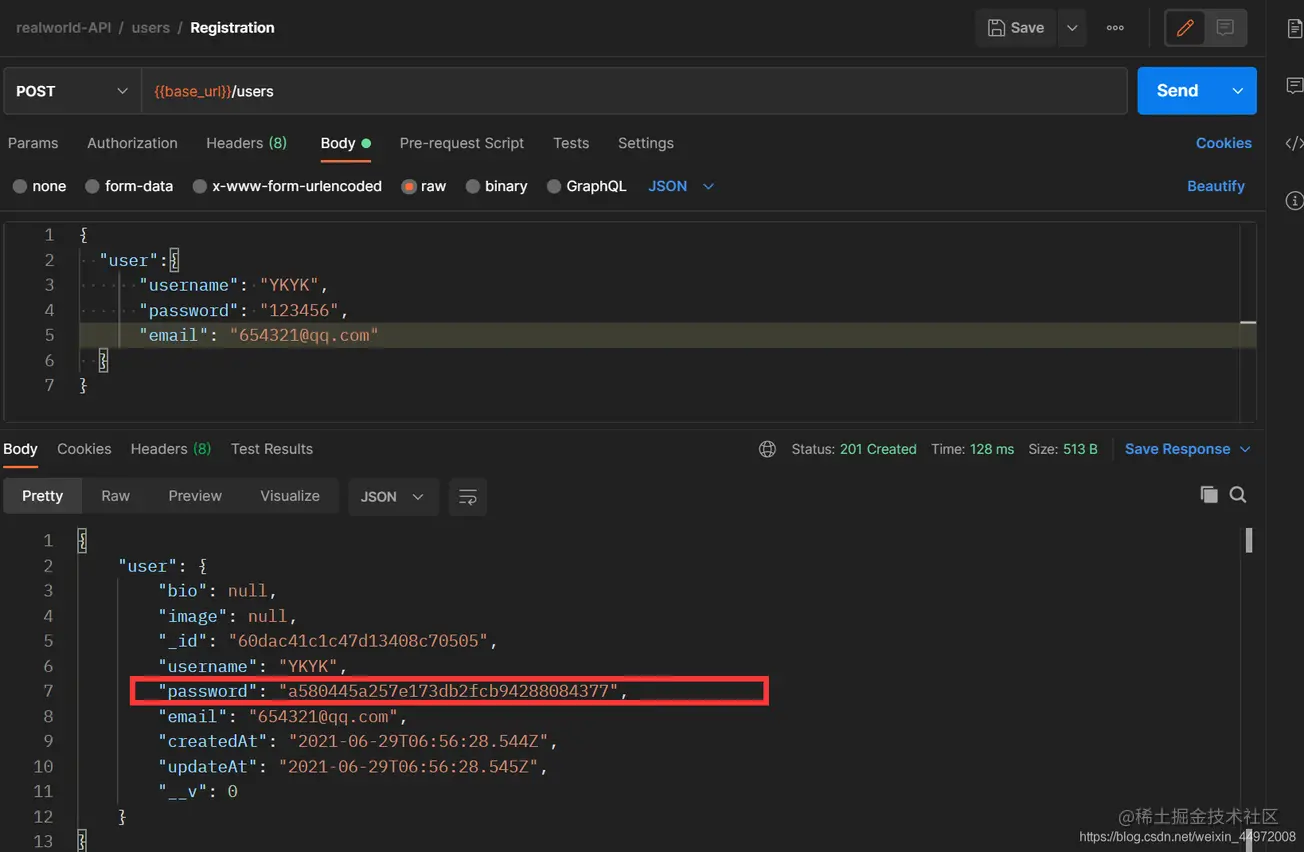 realworld-API / users / Registration
Save
POST
{{base_url}}/users
Send
Params Authorization Headers (8) Body Pre-request Script Tests Settings Cookies
none form-data x-www-form-urlencoded raw binary GraphQL JSON Beautify
1 {
2 "user":{
3 "username": "YKYK",
4 "password": "123456",
5 "email": "654321@qq.com"
6 }
7 }
Body Cookies Headers (8) Test Results Status: 201 Created Time: 128 ms Size: 513 B Save Response
Pretty Raw Preview Visualize JSON
1 {
2 "user": {
3 "bio": null,
4 "image": null,
5 "_id": "60dac41c1c47d13408c70505",
6 "username": "YKYK",
7 "password": "a580445a257e173db2fcb94288084377",
8 "email": "654321@qq.com",
9 "createdAt": "2021-06-29T06:56:28.544Z",
10 "updateAt": "2021-06-29T06:56:28.545Z",
11 "__v": 0
12 }
13 }
@稀土掘金技术社区
https://blog.csdn.net/weixin_44972008